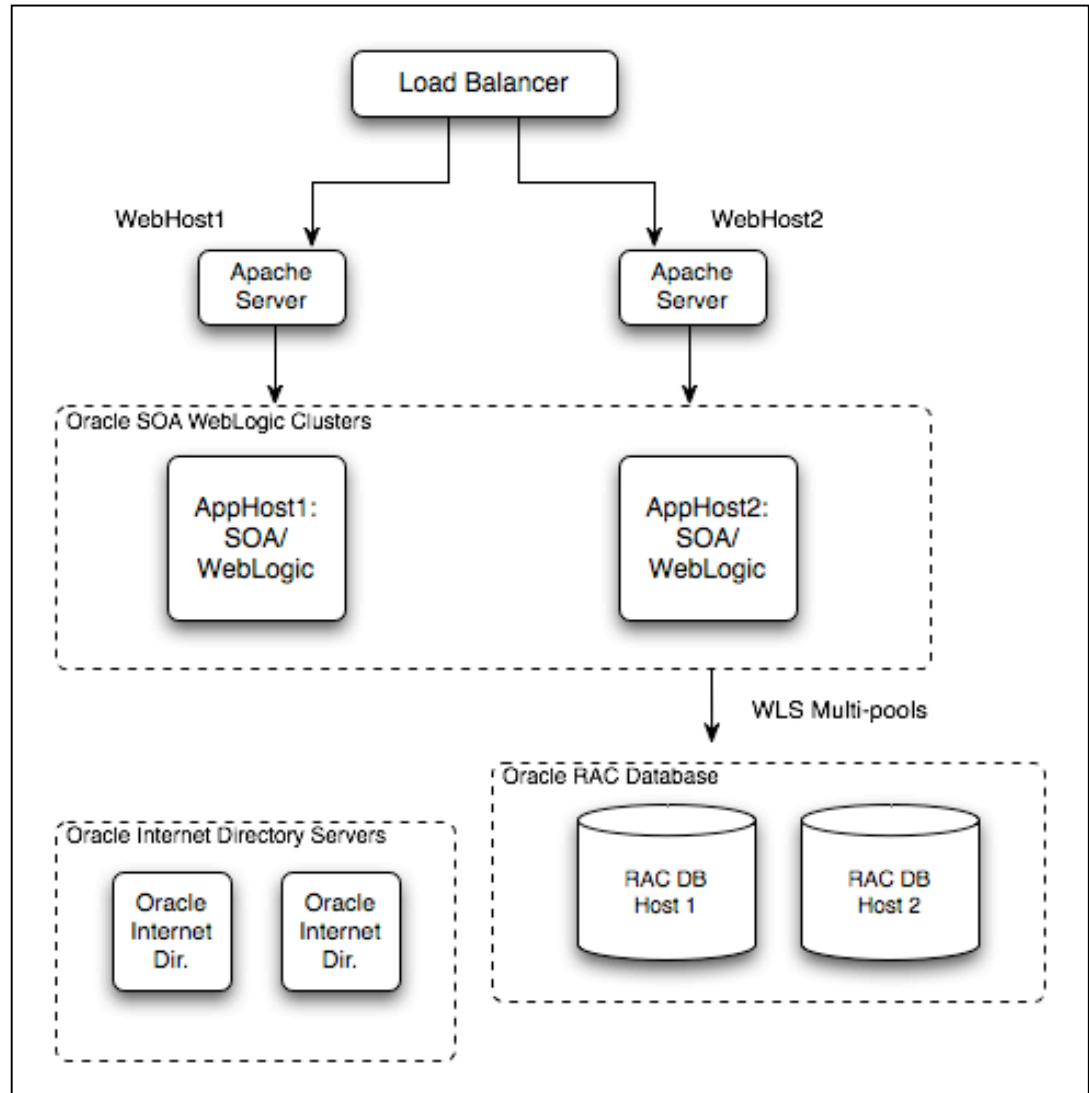 Load Balancer
WebHost1
WebHost2
Apache
Server
Apache
Server
Oracle SOA WebLogic Clusters
AppHost1:
SOA/
WebLogic
AppHost2:
SOA/
WebLogic
WLS Multi-pools
Oracle RAC Database
RAC DB
Host 1
RAC DB
Host 2
Oracle Internet Directory Servers
Oracle
Internet
Dir.
Oracle
Internet
Dir.